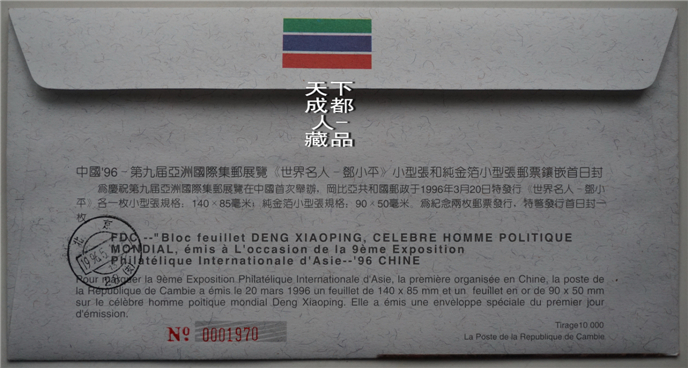 天下
成都
人-
藏品
中國'96-第九屆亞洲國際集郵展覽《世界名人-鄧小平》小型張和純金箔小型張郵票鑲嵌首日封
爲慶祝第九屆亞洲國際集郵展覽在中國首次舉辦,岡比亞共和國郵政于1996年3月20日特發行《世界名人-鄧小
平》各一枚小型張規格:140×85毫米;純金箔小型張規格:90×50毫米.爲紀念兩枚郵票發行,特製發行首日封一
枚
北京
FDC--"Bloc feuillet DENG XIAOPING, CELEBRE HOMME POLITIQUE
MONDIAL, émis à L'occasion de la 9ème Exposition
Philatélique Internationale d'Asie--'96 CHINE
Pour marquer la 9ème Exposition Philatélique Internationale d'Asie, la première organisée en Chine, la poste de
la République de Cambie a émis le 20 mars 1996 un feuillet de 140 x 85 mm et un feuillet en or de 90 x 50 mm
sur le célèbre homme poitique mondial Deng Xiaoping. Elle a émis une enveloppe spéciale du premier jour
d'émission.
Nº 0001970
Tirage10.000
La Poste de la Republique de Cambie